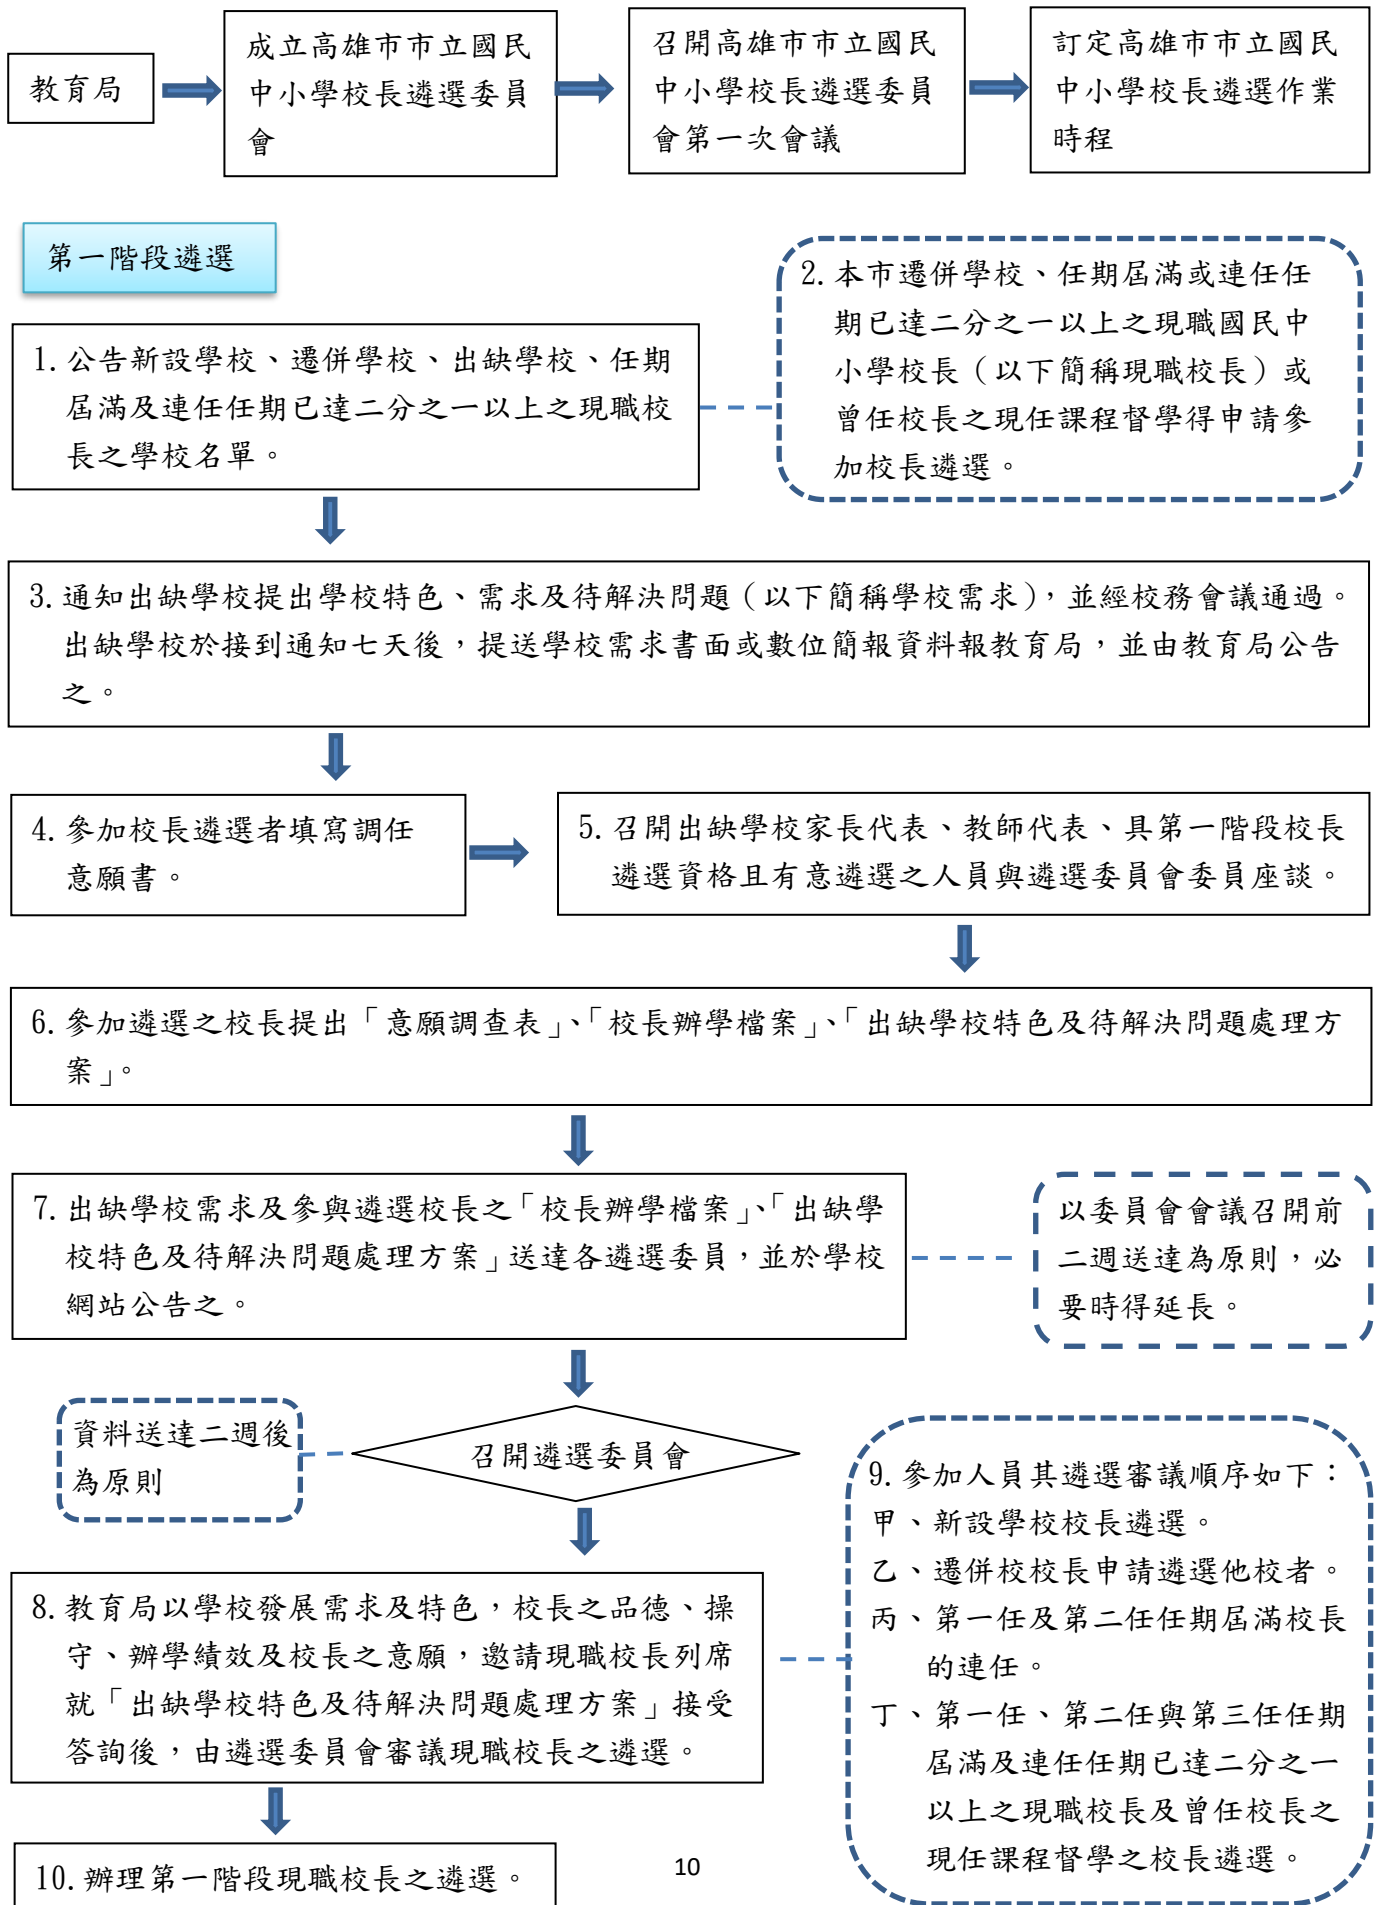 教育局
成立高雄市市立國民
中小學校長遴選委員
會
召開高雄市市立國民
中小學校長遴選委員
會第一次會議
訂定高雄市市立國民
中小學校長遴選作業
時程
第一階段遴選
1.公告新設學校、遷併學校、出缺學校、任期
屆滿及連任任期已達二分之一以上之現職校
長之學校名單。
2.本市遷併學校、任期屆滿或連任任
期已達二分之一以上之現職國民中
小學校長（以下簡稱現職校長）或
曾任校長之現任課程督學得申請參
加校長遴選。
3.通知出缺學校提出學校特色、需求及待解決問題（以下簡稱學校需求），並經校務會議通過。
出缺學校於接到通知七天後，提送學校需求書面或數位簡報資料報教育局，並由教育局公告
之。
4.參加校長遴選者填寫調任
意願書。
5.召開出缺學校家長代表、教師代表、具第一階段校長
遴選資格且有意遴選之人員與遴選委員會委員座談。
6.參加遴選之校長提出「意願調查表」、「校長辦學檔案」、「出缺學校特色及待解決問題處理方
案」。
7.出缺學校需求及參與遴選校長之「校長辦學檔案」、「出缺學
校特色及待解決問題處理方案」送達各遴選委員，並於學校
網站公告之。
以委員會會議召開前
二週送達為原則，必
要時得延長。
資料送達二週後
為原則
召開遴選委員會
8.教育局以學校發展需求及特色，校長之品德、操
守、辦學績效及校長之意願，邀請現職校長列席
就「出缺學校特色及待解決問題處理方案」接受
答詢後，由遴選委員會審議現職校長之遴選。
9.參加人員其遴選審議順序如下：
甲、新設學校校長遴選。
乙、遷併校校長申請遴選他校者。
丙、第一任及第二任任期屆滿校長
的連任。
丁、第一任、第二任與第三任任期
屆滿及連任任期已達二分之一
以上之現職校長及曾任校長之
現任課程督學之校長遴選。
10.辦理第一階段現職校長之遴選。
10